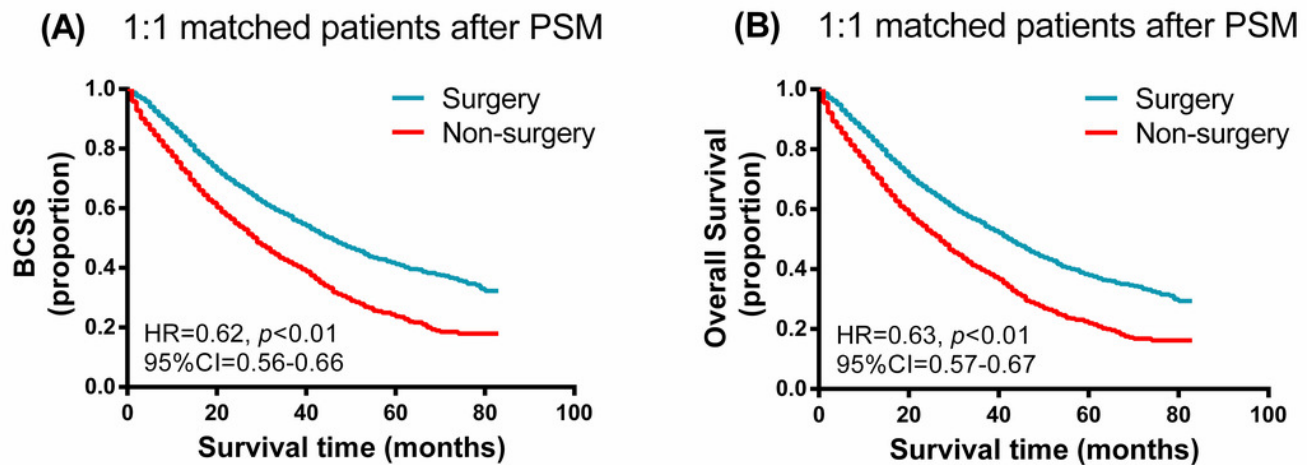 (A) 1:1 matched patients after PSM
1.0
0.8
0.6
0.4
0.2
0.0
BCSS
(proportion)
Surgery
Non-surgery
HR=0.62, p<0.01
95%CI=0.56-0.66
0 20 40 60 80 100
Survival time (months)
(B) 1:1 matched patients after PSM
1.0
0.8
0.6
0.4
0.2
0.0
Overall Survival
(proportion)
Surgery
Non-surgery
HR=0.63, p<0.01
95%CI=0.57-0.67
0 20 40 60 80 100
Survival time (months)